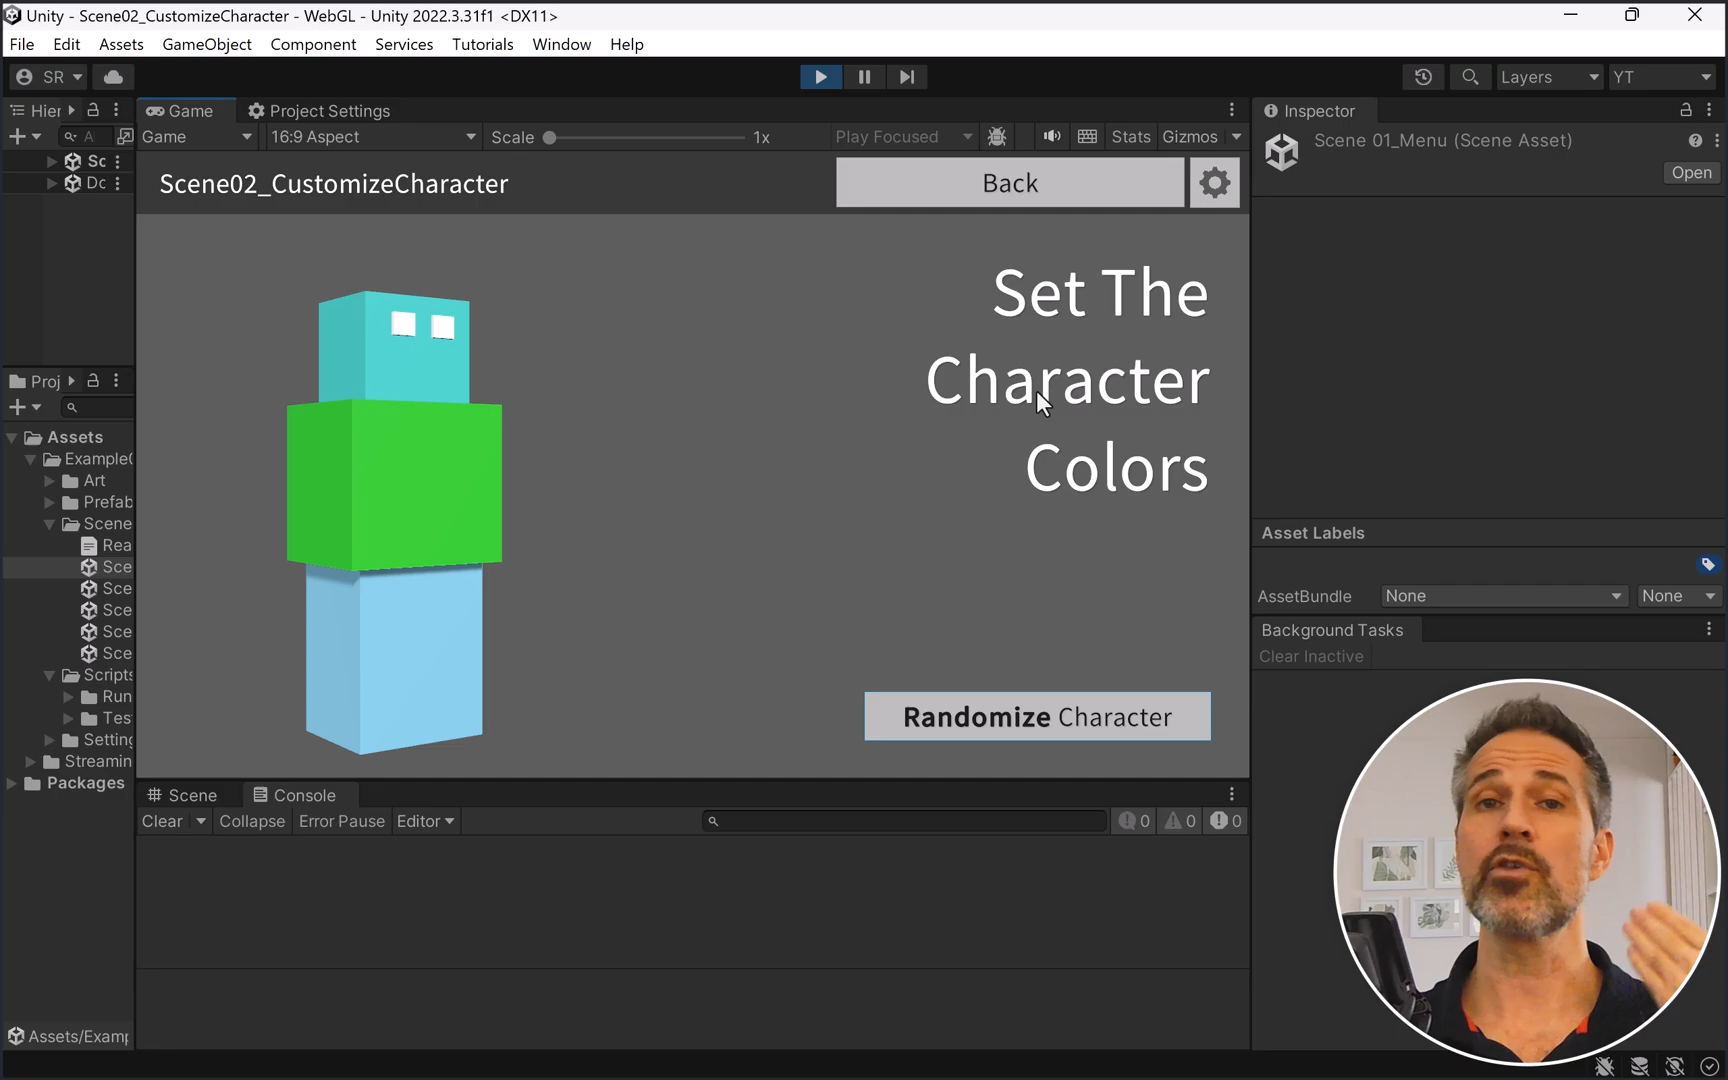 Unity - Scene02_CustomizeCharacter - WebGL - Unity 2022.3.31f1 <DX11>
File Edit Assets GameObject Component Services Tutorials Window Help
SR Layers YT
Hier Game Project Settings Inspector
Game 16:9 Aspect Scale 1x Play Focused Stats Gizmos
Scene 01_Menu (Scene Asset)
Open
Sc
Dc
Scene02_CustomizeCharacter Back
Set The
Character
Colors
Randomize Character
Proj
Assets
Example
Art
Prefab
Scene
Rea
Sce
Sce
Sce
Sce
Sce
Scripts
Run
Tes
Setting
Streamin
Packages
Assets/Examp
Asset Labels
AssetBundle None None
Background Tasks
Clear Inactive
Scene Console
Clear Collapse Error Pause Editor 0 0 0